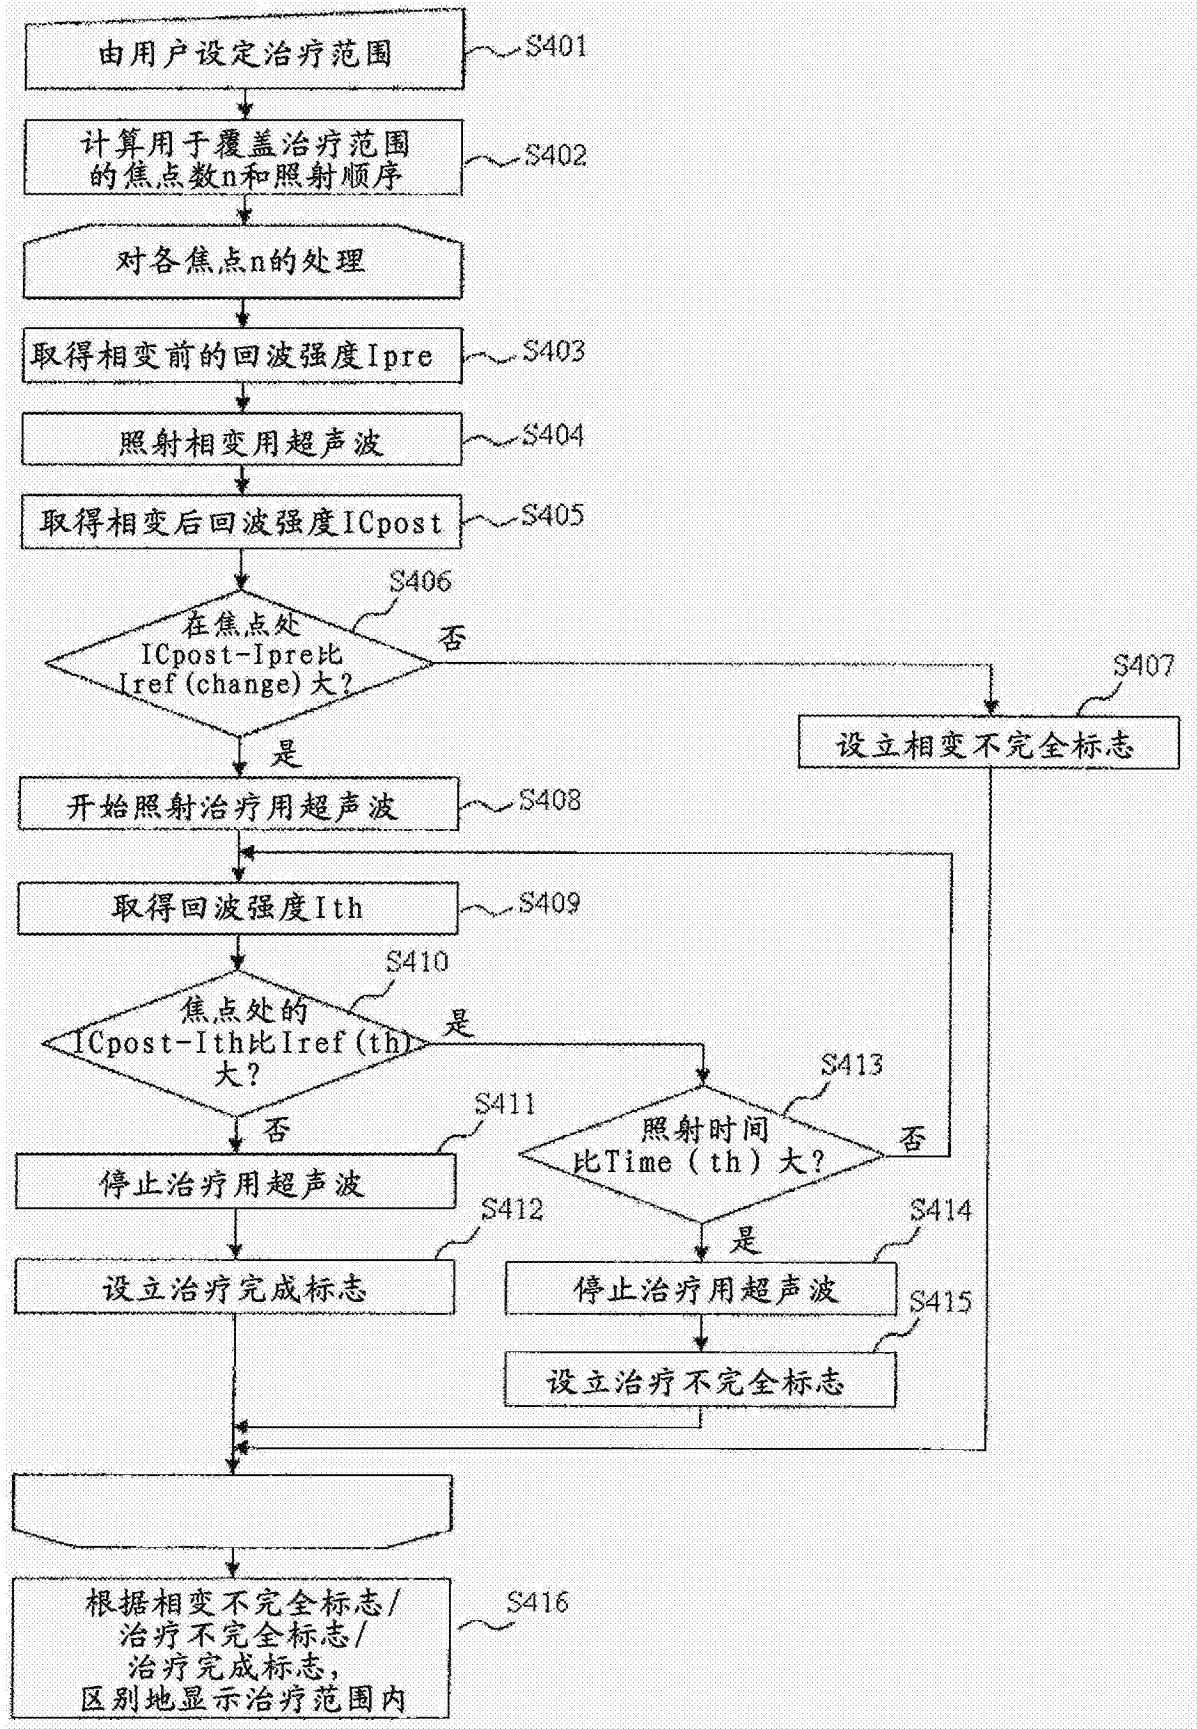 由用户设定治疗范围
S401
计算用于覆盖治疗范围
的焦点数n和照射顺序
S402
对各焦点n的处理
取得相变前的回波强度Ipre
S403
照射相变用超声波
S404
取得相变后回波强度ICpost
S405
S406
在焦点处
ICpost-Ipre比
Iref(change)大?
否
是
S407
设立相变不完全标志
开始照射治疗用超声波
S408
取得回波强度Ith
S409
S410
焦点处的
ICpost-Ith比Iref(th)
大?
是
否
S413
照射时间
比Time(th)大?
否
是
S411
停止治疗用超声波
S412
设立治疗完成标志
S414
停止治疗用超声波
S415
设立治疗不完全标志
根据相变不完全标志/
治疗不完全标志/
治疗完成标志,
区别地显示治疗范围内
S416